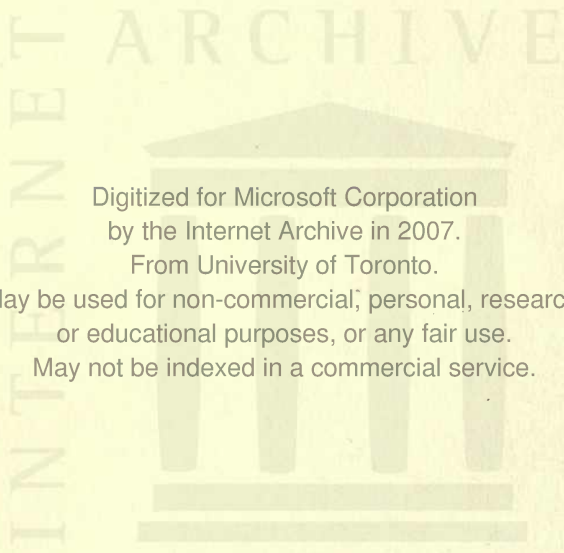 INTERNET ARCHIVE
Digitized for Microsoft Corporation
by the Internet Archive in 2007.
From University of Toronto.
ay be used for non-commercial, personal, researc
or educational purposes, or any fair use.
May not be indexed in a commercial service.